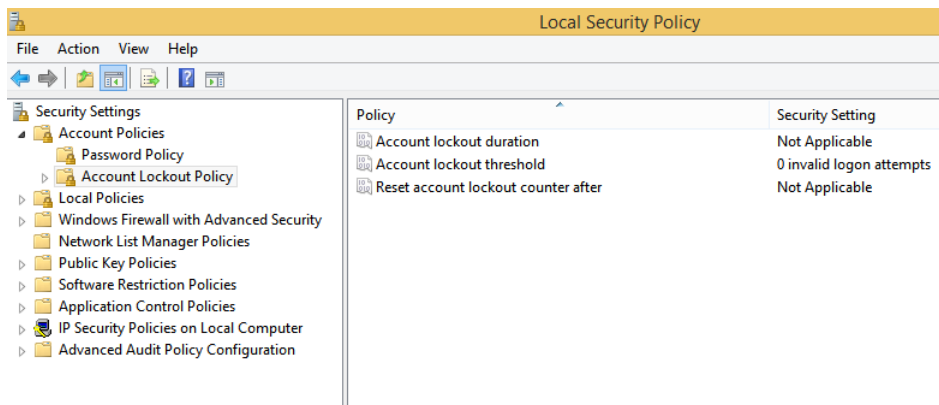 Local Security Policy
File Action View Help
Security Settings
Account Policies
Password Policy
Account Lockout Policy
Local Policies
Windows Firewall with Advanced Security
Network List Manager Policies
Public Key Policies
Software Restriction Policies
Application Control Policies
IP Security Policies on Local Computer
Advanced Audit Policy Configuration
Policy Security Setting
Account lockout duration Not Applicable
Account lockout threshold 0 invalid logon attempts
Reset account lockout counter after Not Applicable